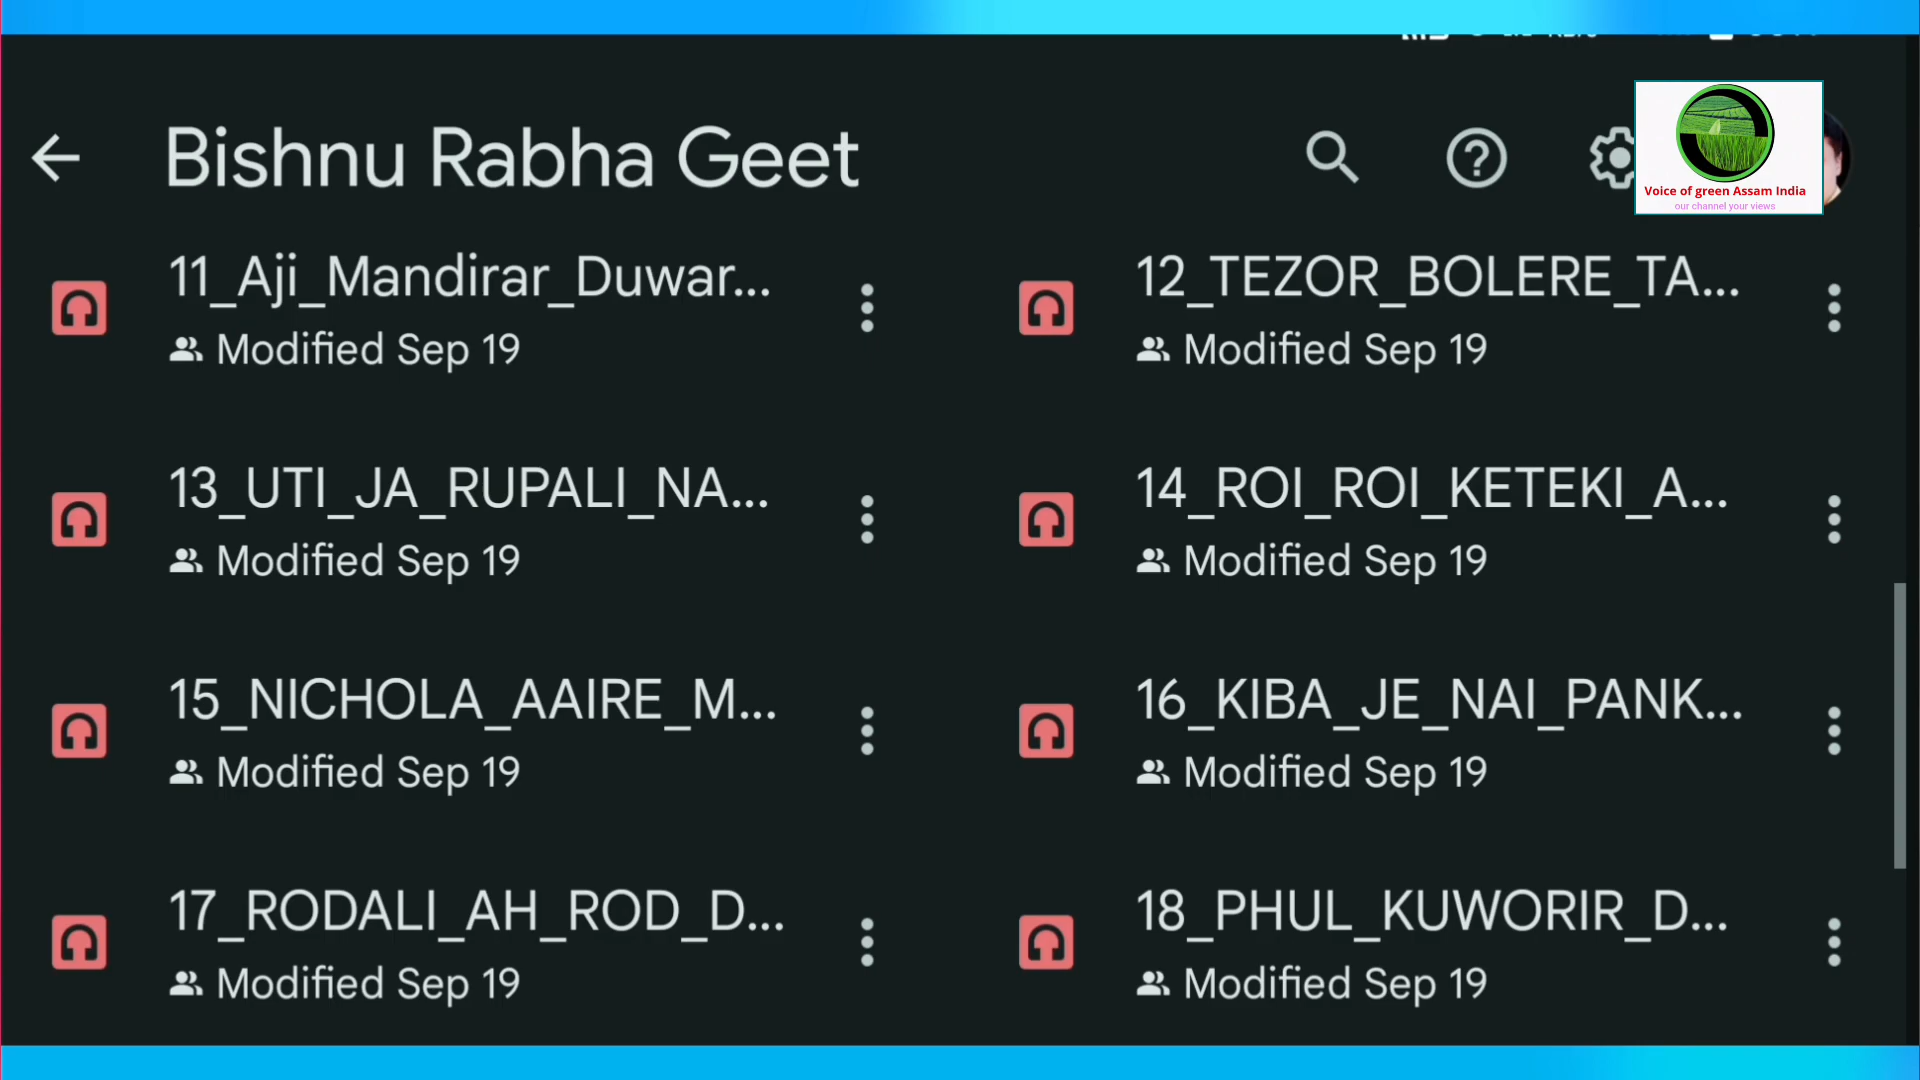 Bishnu Rabha Geet
Voice of green Assam India
our channel your views
11_Aji_Mandirar_Duwar...
Modified Sep 19
12_TEZOR_BOLERE_TA...
Modified Sep 19
13_UTI_JA_RUPALI_NA...
Modified Sep 19
14_ROI_ROI_KETEKI_A...
Modified Sep 19
15_NICHOLA_AAIRE_M...
Modified Sep 19
16_KIBA_JE_NAI_PANK...
Modified Sep 19
17_RODALI_AH_ROD_D...
Modified Sep 19
18_PHUL_KUWORIR_D...
Modified Sep 19